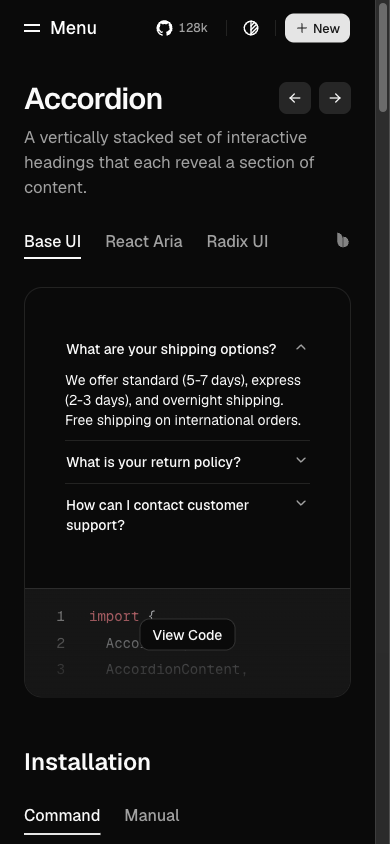 Menu
128k
New
Accordion
A vertically stacked set of interactive
headings that each reveal a section of
content.
Base UI
React Aria
Radix UI
What are your shipping options?
We offer standard (5-7 days), express
(2-3 days), and overnight shipping.
Free shipping on international orders.
What is your return policy?
How can I contact customer
support?
1 import {
2 Acco
View Code
3 AccordionContent,
Installation
Command
Manual